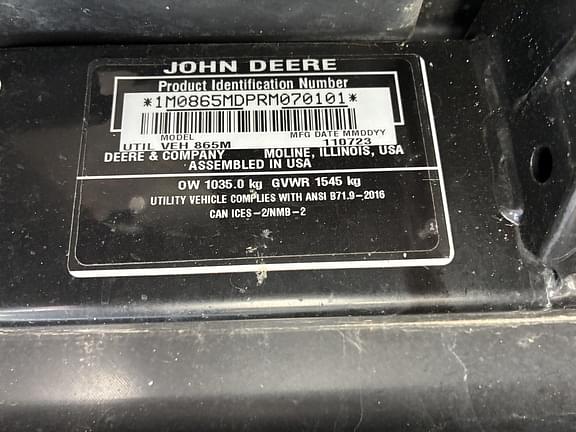 JOHN DEERE
Product Identification Number
*1M0865MDPRM070101*
MODEL MFG DATE MMDDYY
UTIL VEH 865M 110723
DEERE & COMPANY MOLINE, ILLINOIS, USA
ASSEMBLED IN USA
OW 1035.0 kg GVWR 1545 kg
UTILITY VEHICLE COMPLIES WITH ANSI B71.9-2016
CAN ICES-2/NMB-2